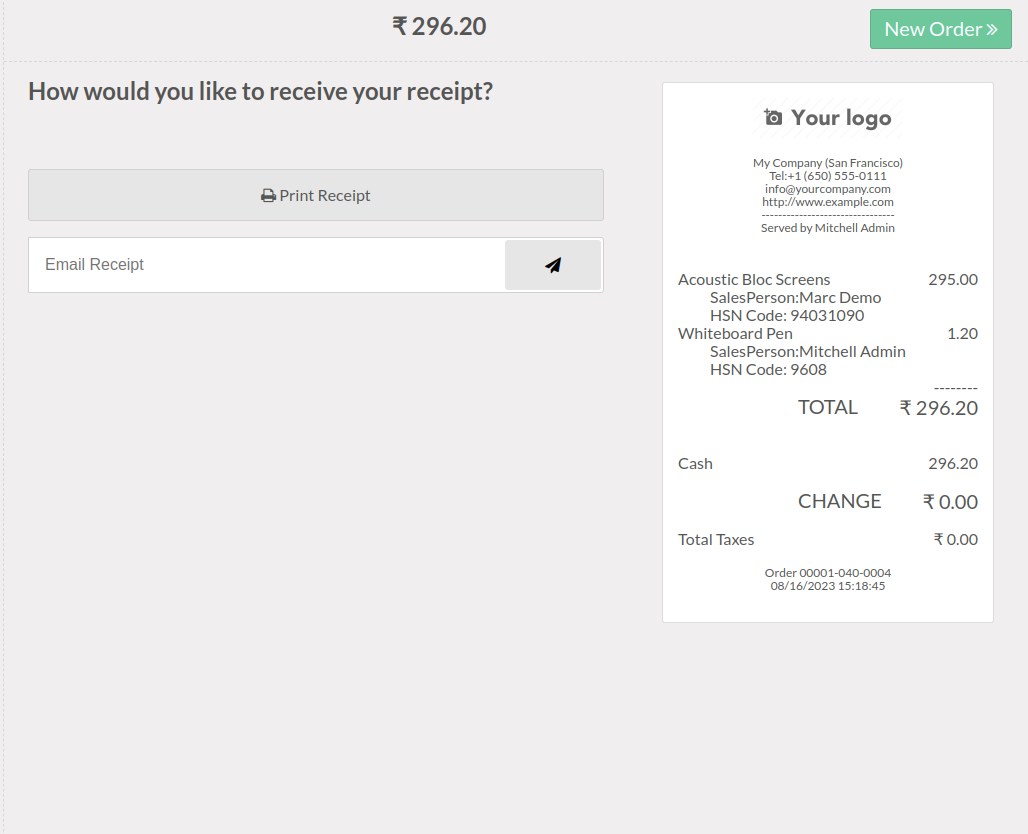 ₹ 296.20
New Order »
How would you like to receive your receipt?
Print Receipt
Email Receipt
Your logo
My Company (San Francisco)
Tel:+1 (650) 555-0111
info@yourcompany.com
http://www.example.com
--------------------------------
Served by Mitchell Admin
Acoustic Bloc Screens 295.00
SalesPerson:Marc Demo
HSN Code: 94031090
Whiteboard Pen 1.20
SalesPerson:Mitchell Admin
HSN Code: 9608
--------
TOTAL ₹ 296.20
Cash 296.20
CHANGE ₹ 0.00
Total Taxes ₹ 0.00
Order 00001-040-0004
08/16/2023 15:18:45